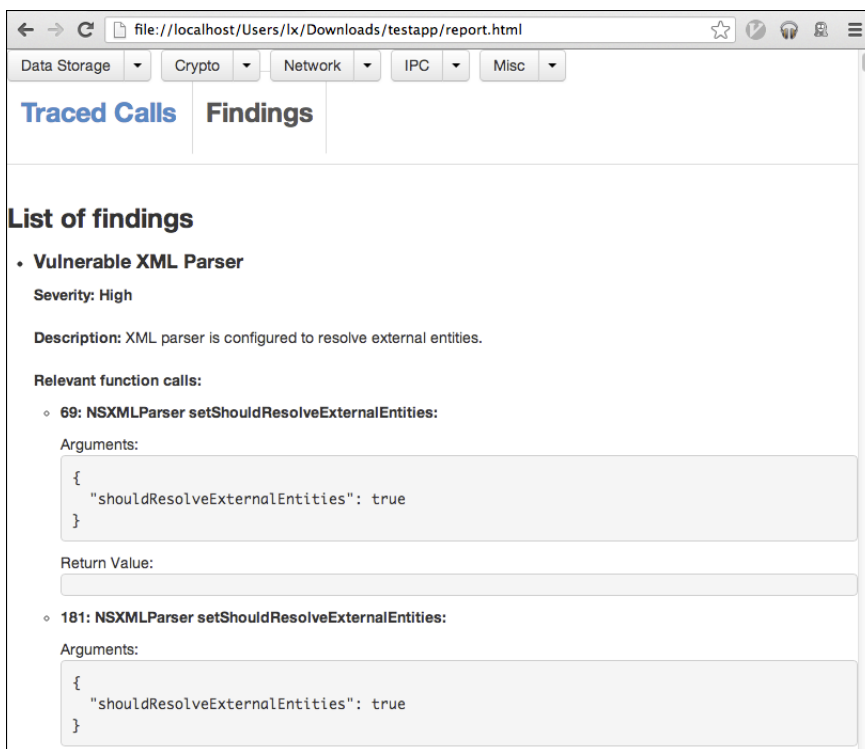 file://localhost/Users/lx/Downloads/testapp/report.html
Data Storage Crypto Network IPC Misc
Traced Calls Findings
List of findings
• Vulnerable XML Parser
Severity: High
Description: XML parser is configured to resolve external entities.
Relevant function calls:
◦ 69: NSXMLParser setShouldResolveExternalEntities:
Arguments:
{
"shouldResolveExternalEntities": true
}
Return Value:
◦ 181: NSXMLParser setShouldResolveExternalEntities:
Arguments:
{
"shouldResolveExternalEntities": true
}